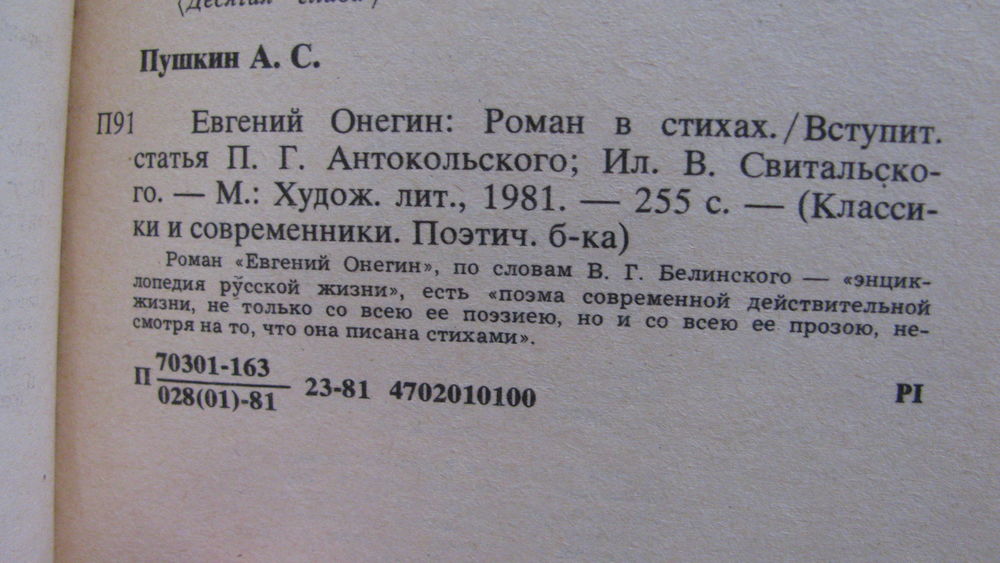 (Десятая глава)
Пушкин А. С.
П91 Евгений Онегин: Роман в стихах./Вступит.
статья П. Г. Антокольского; Ил. В. Свитальско-
го. — М.: Худож. лит., 1981. — 255 с. — (Класси-
ки и современники. Поэтич. б-ка)
Роман «Евгений Онегин», по словам В. Г. Белинского — «энцик-
лопедия русской жизни», есть «поэма современной действительной
жизни, не только со всею ее поэзиею, но и со всею ее прозою, не-
смотря на то, что она писана стихами».
П 70301-163
028(01)-81 23-81 4702010100 РI